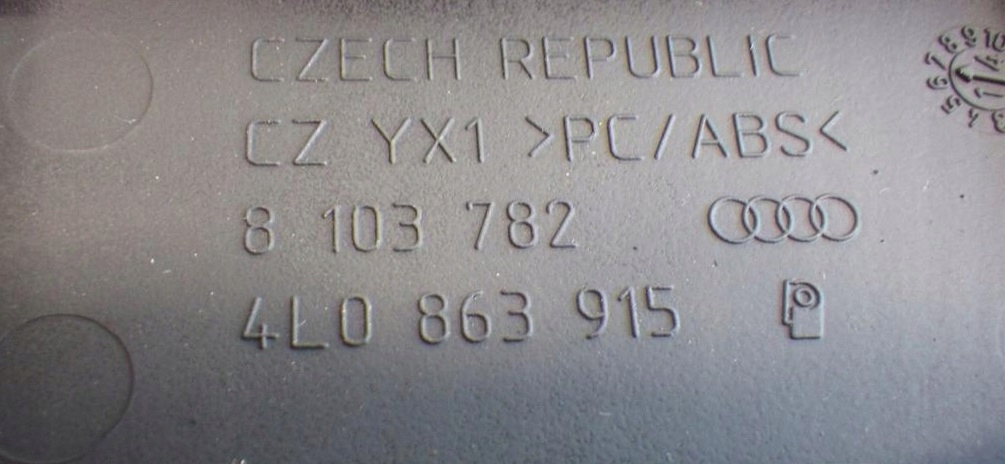 CZECH REPUBLIC
CZ YX1 >PC/ABS<
8 103 782
4L0 863 915